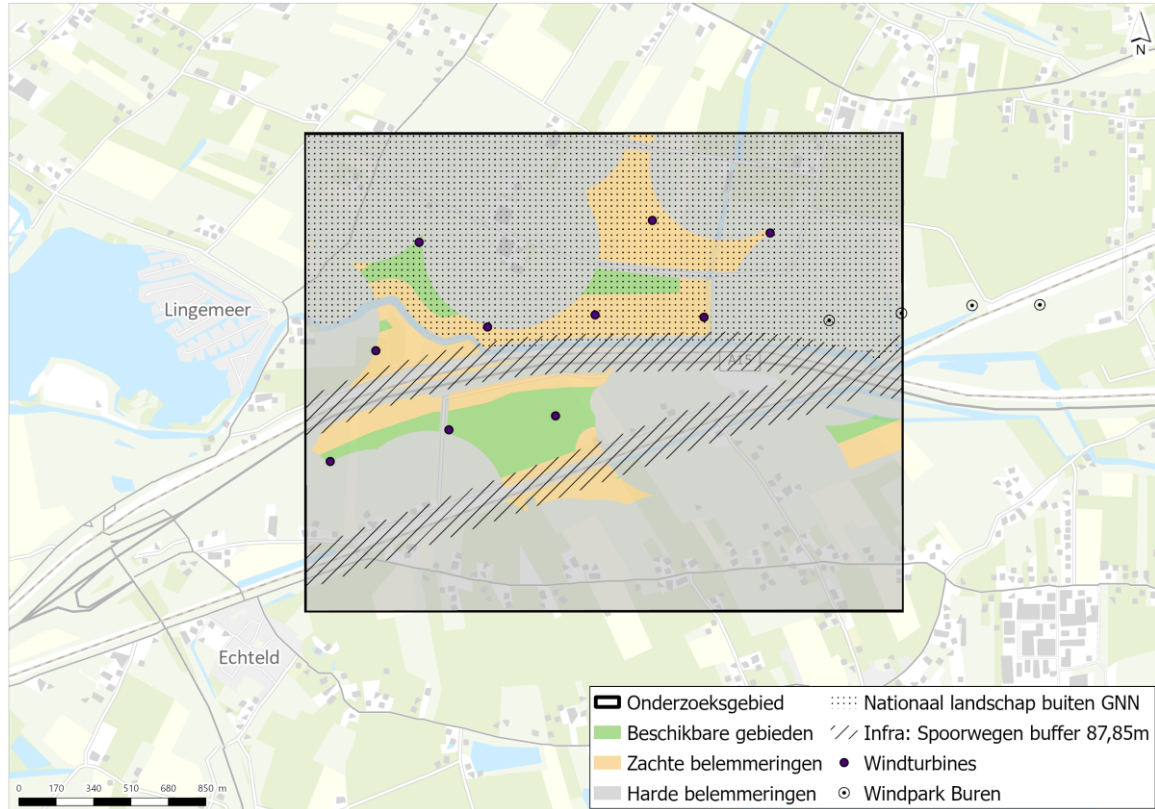 N
Lingemeer
A15
Echteld
Onderzoeksgebied
Beschikbare gebieden
Zachte belemmeringen
Harde belemmeringen
Nationaal landschap buiten GNN
Infra: Spoorwegen buffer 87,85m
Windturbines
Windpark Buren
0 170 340 510 680 850 m